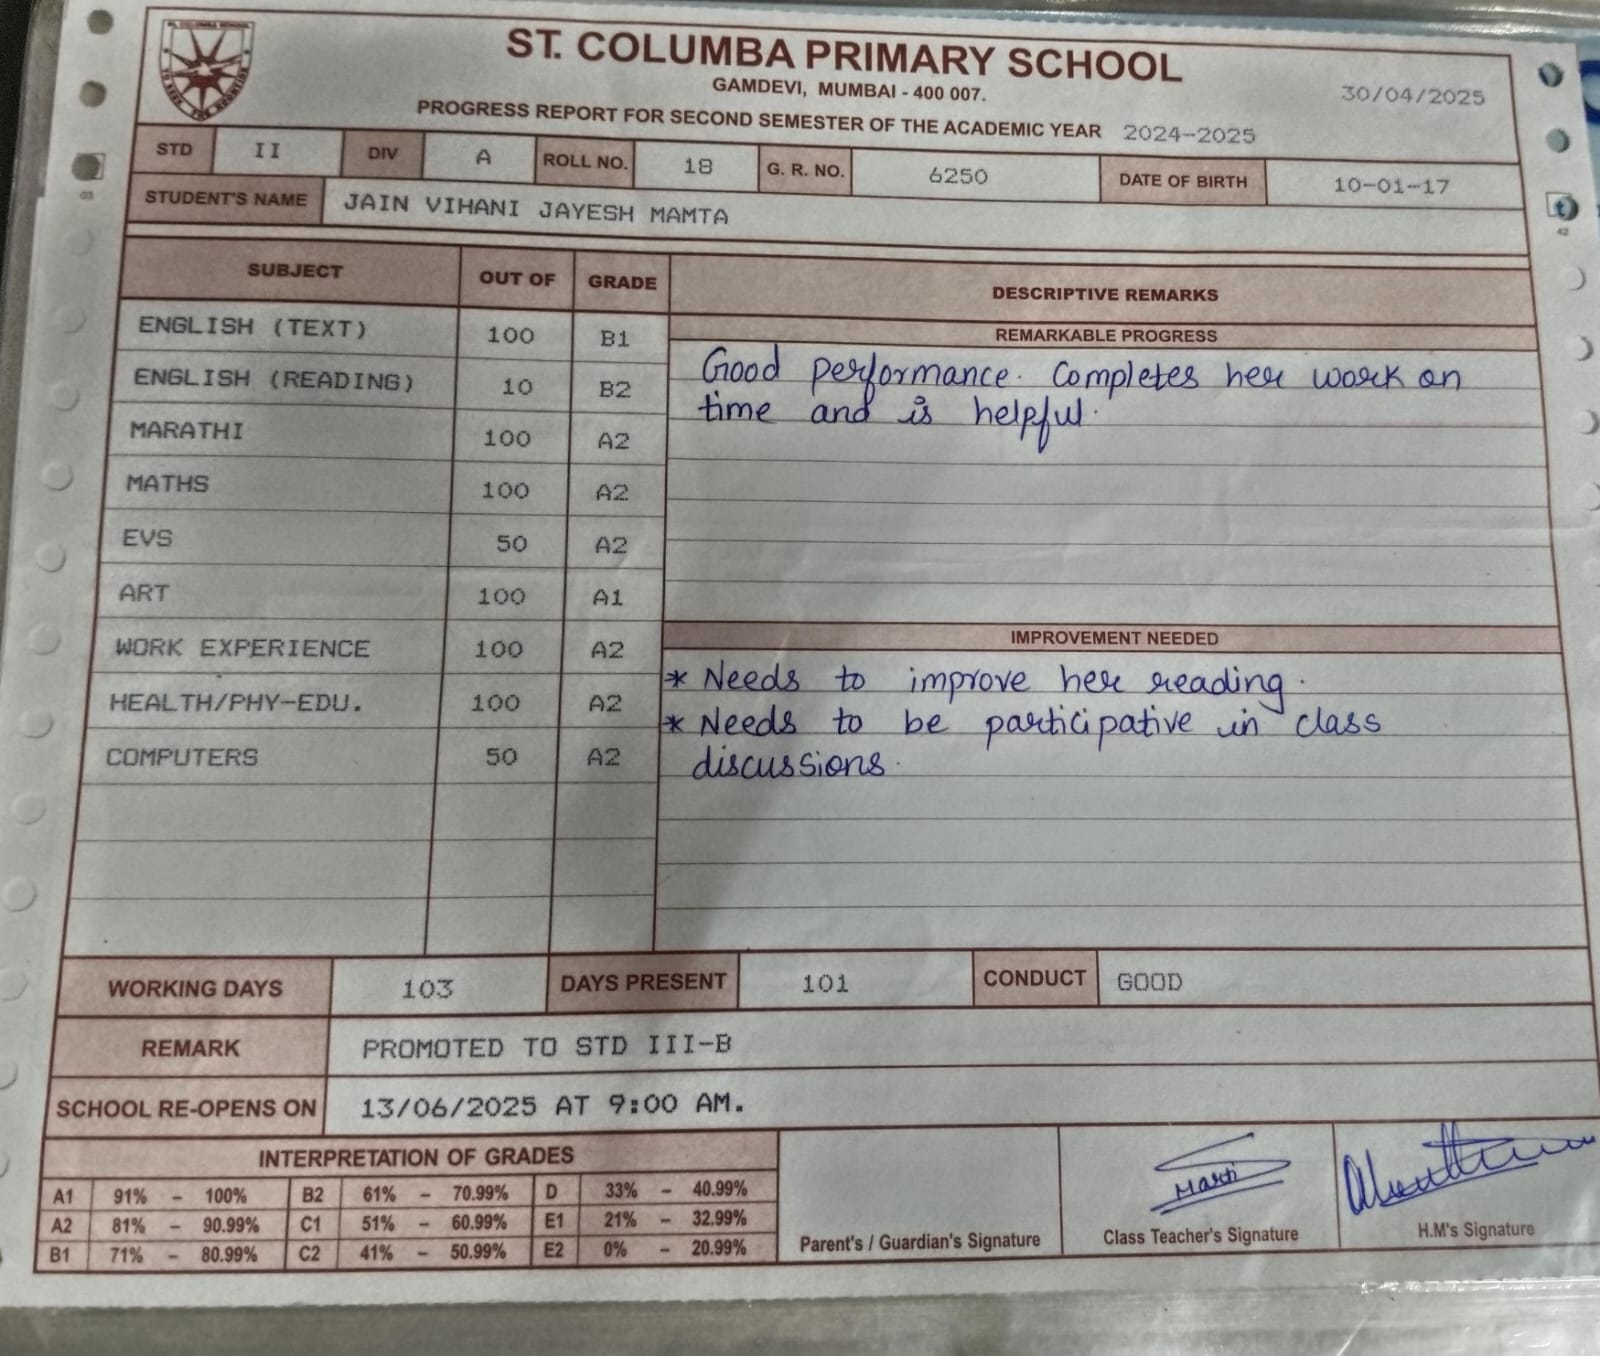 ST. COLUMBA SCHOOL
ST. COLUMBA PRIMARY SCHOOL
GAMDEVI, MUMBAI - 400 007.
30/04/2025
PROGRESS REPORT FOR SECOND SEMESTER OF THE ACADEMIC YEAR 2024-2025
STD II DIV A ROLL NO. 18 G. R. NO. 6250 DATE OF BIRTH 10-01-17
STUDENT'S NAME JAIN VIHANI JAYESH MAMTA
SUBJECT OUT OF GRADE DESCRIPTIVE REMARKS
REMARKABLE PROGRESS
ENGLISH (TEXT) 100 B1
ENGLISH (READING) 10 B2
MARATHI 100 A2
MATHS 100 A2
EVS 50 A2
ART 100 A1
WORK EXPERIENCE 100 A2
HEALTH/PHY-EDU. 100 A2
COMPUTERS 50 A2
Good performance. Completes her work on
time and is helpful.
IMPROVEMENT NEEDED
* Needs to improve her reading.
* Needs to be participative in class
discussions.
WORKING DAYS 103 DAYS PRESENT 101 CONDUCT GOOD
REMARK PROMOTED TO STD III-B
SCHOOL RE-OPENS ON 13/06/2025 AT 9:00 AM.
INTERPRETATION OF GRADES
A1 91% - 100% B2 61% - 70.99% D 33% - 40.99%
A2 81% - 90.99% C1 51% - 60.99% E1 21% - 32.99%
B1 71% - 80.99% C2 41% - 50.99% E2 0% - 20.99%
Parent's / Guardian's Signature Class Teacher's Signature H.M's Signature